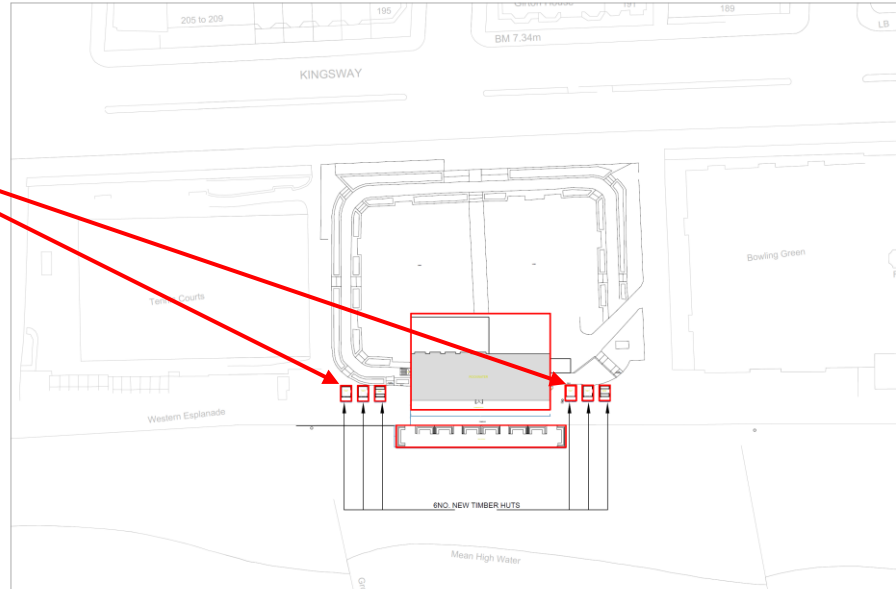 195
205 to 209
191
189
LB
BM 7.34m
KINGSWAY
Bowling Green
Tennis Courts
Western Esplanade
6NO. NEW TIMBER HUTS
Mean High Water